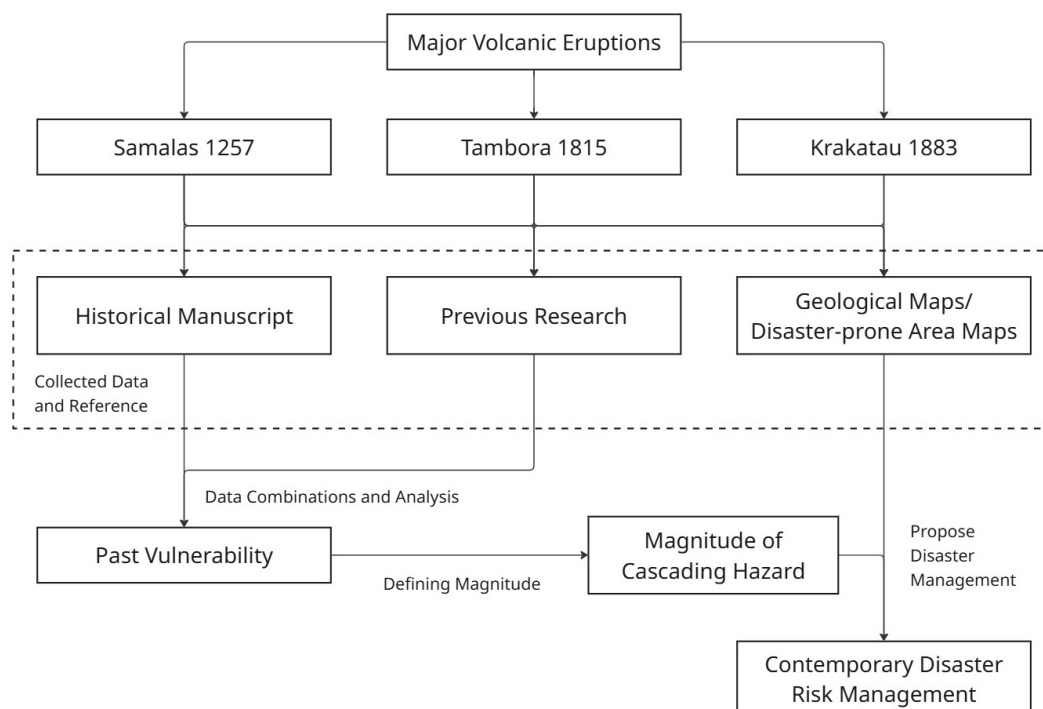 Major Volcanic Eruptions
Samalas 1257
Tambora 1815
Krakatau 1883
Historical Manuscript
Previous Research
Geological Maps/
Disaster-prone Area Maps
Collected Data
and Reference
Data Combinations and Analysis
Past Vulnerability
Defining Magnitude
Magnitude of
Cascading Hazard
Propose
Disaster
Management
Contemporary Disaster
Risk Management